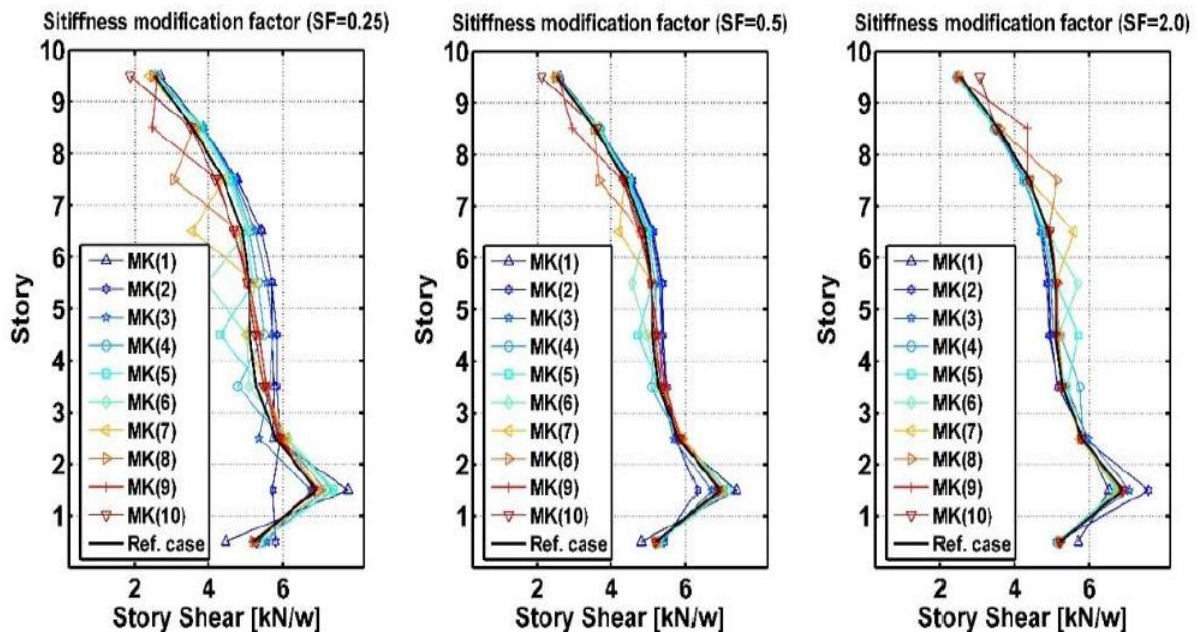 Sitiffness modification factor (SF=0.25)
10
9
8
7
6
5
4
3
2
1
Story
MK(1)
MK(2)
MK(3)
MK(4)
MK(5)
MK(6)
MK(7)
MK(8)
MK(9)
MK(10)
Ref. case
2 4 6
Story Shear [kN/w]
Sitiffness modification factor (SF=0.5)
10
9
8
7
6
5
4
3
2
1
Story
MK(1)
MK(2)
MK(3)
MK(4)
MK(5)
MK(6)
MK(7)
MK(8)
MK(9)
MK(10)
Ref. case
2 4 6
Story Shear [kN/w]
Sitiffness modification factor (SF=2.0)
10
9
8
7
6
5
4
3
2
1
Story
MK(1)
MK(2)
MK(3)
MK(4)
MK(5)
MK(6)
MK(7)
MK(8)
MK(9)
MK(10)
Ref. case
2 4 6
Story Shear [kN/w]